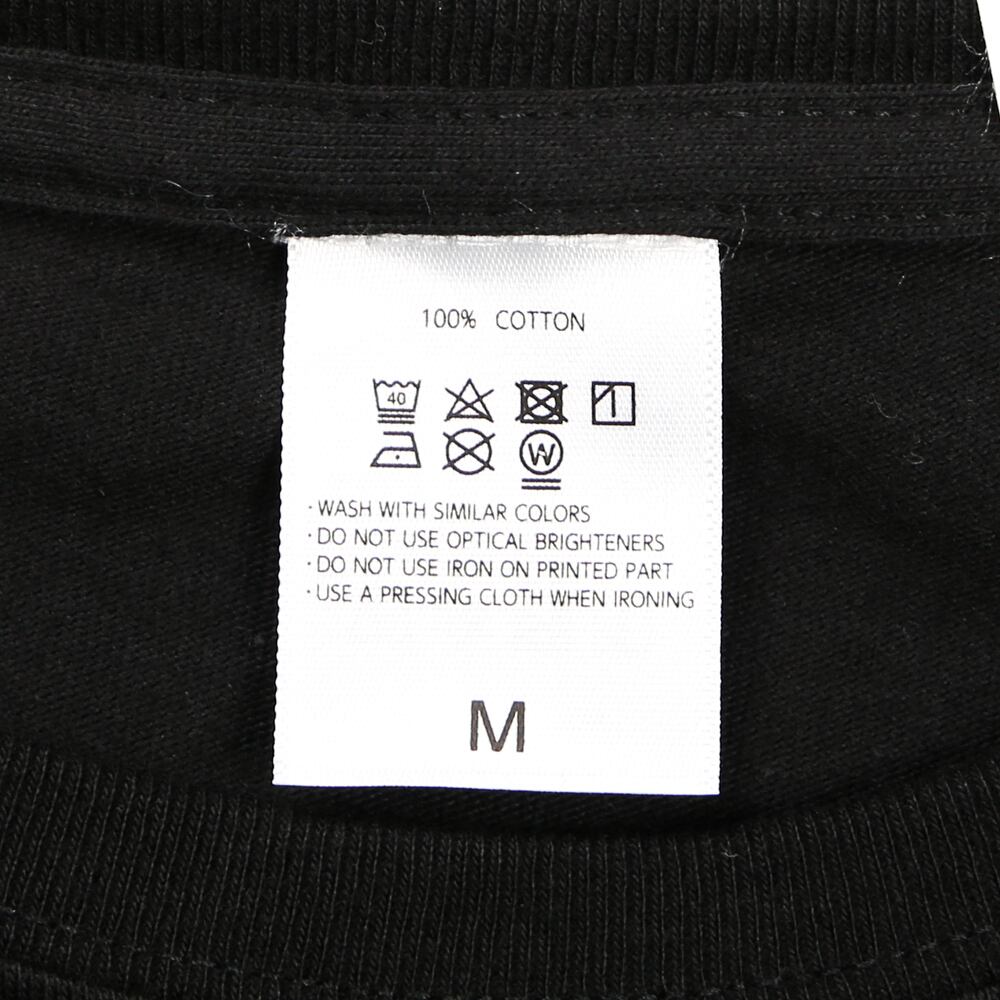 100% COTTON
40
W
· WASH WITH SIMILAR COLORS
· DO NOT USE OPTICAL BRIGHTENERS
· DO NOT USE IRON ON PRINTED PART
· USE A PRESSING CLOTH WHEN IRONING
M